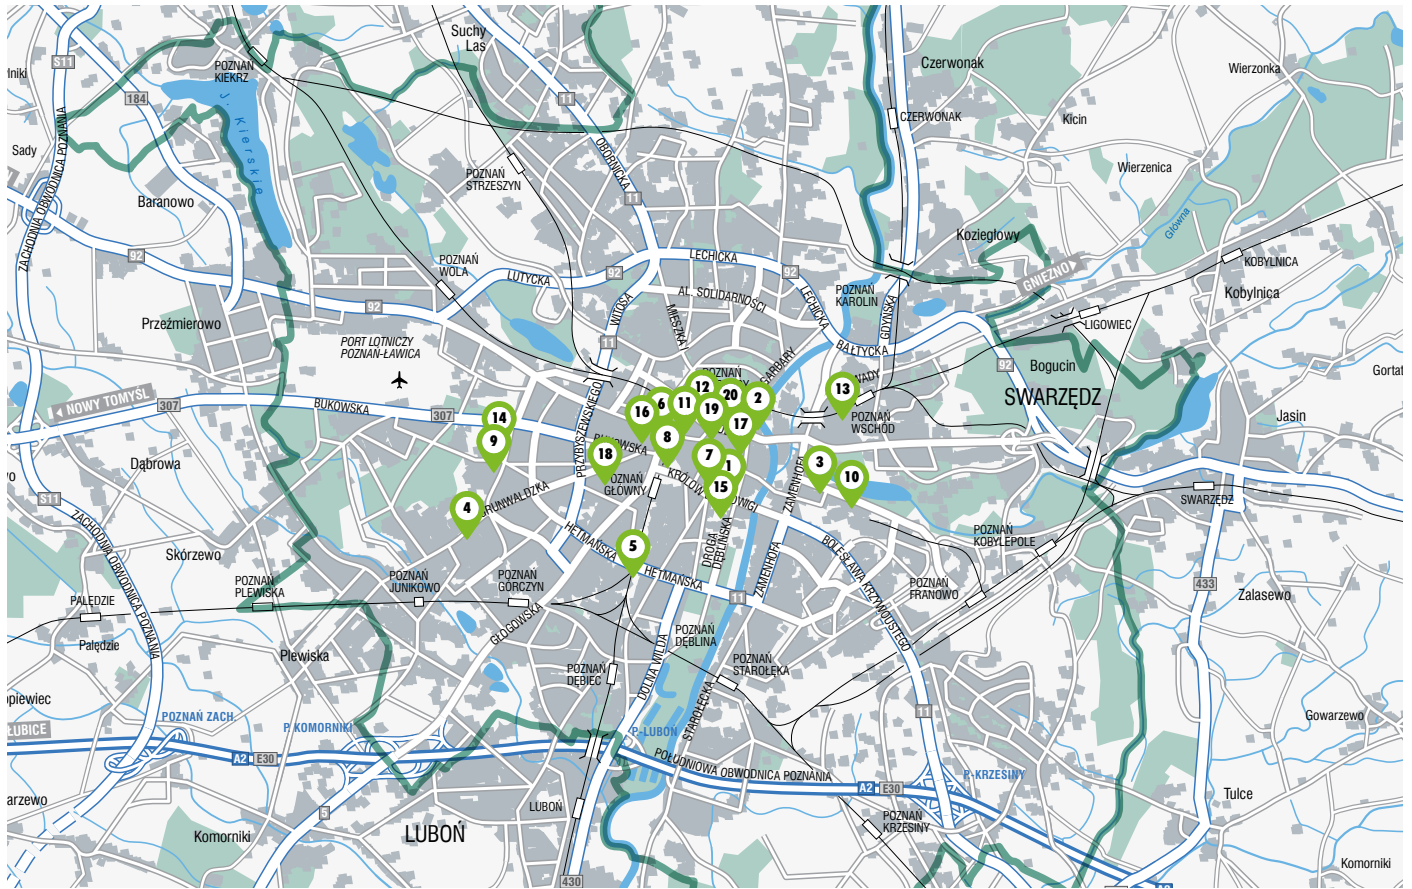 Suchy
Las
POZNAŃ
KIEKRZ
S11
Czerwonak
Wierzonka
184
11
J. Kierskie
CZERWONAK
Kicin
Sady
OBORNICKA
ZACHODNIA OBWODNICA POZNANIA
POZNAŃ
STRZESZYN
Wierzenica
Baranowo
11
Główna
Koziegłowy
92
LECHICKA
POZNAŃ
WOLA
LUTYCKA
92
92
GNIEZNO
KOBYLNICA
Kobylnica
AL. SOLIDARNOŚCI
LECHICKA
POZNAŃ
KAROLIN
92
WITOSA
MIESZKA I
GDYŃSKA
LIGOWIEC
Przeźmierowo
PORT LOTNICZY
POZNAŃ-ŁAWICA
11
BAŁTYCKA
GARBARY
92
Bogucin
POZNAŃ
12
20
2
13
SWARZĘDZ
NOWY TOMYŚL
307
BUKOWSKA
307
14
PRZYBYSZEWSKIEGO
16
6
11
19
17
POZNAŃ
WSCHÓD
Jasin
9
BUKOWSKA
8
18
7
1
3
10
Dąbrowa
POZNAŃ
GŁÓWNY
15
ZAMENHOFA
SWARZĘDZ
S11
GRUNWALDZKA
4
HETMAŃSKA
5
DROGA
DĘBIŃSKA
POZNAŃ
KOBYLEPOLE
ZACHODNIA OBWODNICA POZNANIA
Skórzewo
BOLESŁAWA KRZYWOUSTEGO
POZNAŃ
PLEWISKA
POZNAŃ
JUNIKOWO
POZNAŃ
GÓRCZYN
HETMAŃSKA
11
ZAMENHOFA
POZNAŃ
FRANOWO
433
Zalasewo
PALĘDZIE
Palędzie
GŁOGOWSKA
Plewiska
POZNAŃ
DĘBINA
POZNAŃ
DĘBIEC
DOLNA WILDA
POZNAŃ
STAROŁĘKA
STAROŁĘCKA
11
Gowarzewo
POZNAŃ ZACH.
P. KOMORNIKI
P-LUBOŃ
A2
E30
POŁUDNIOWA OBWODNICA POZNANIA
P-KRZESINY
A2
E30
Tulce
5
LUBOŃ
LUBOŃ
POZNAŃ
KRZESINY
Komorniki
Komorniki
430